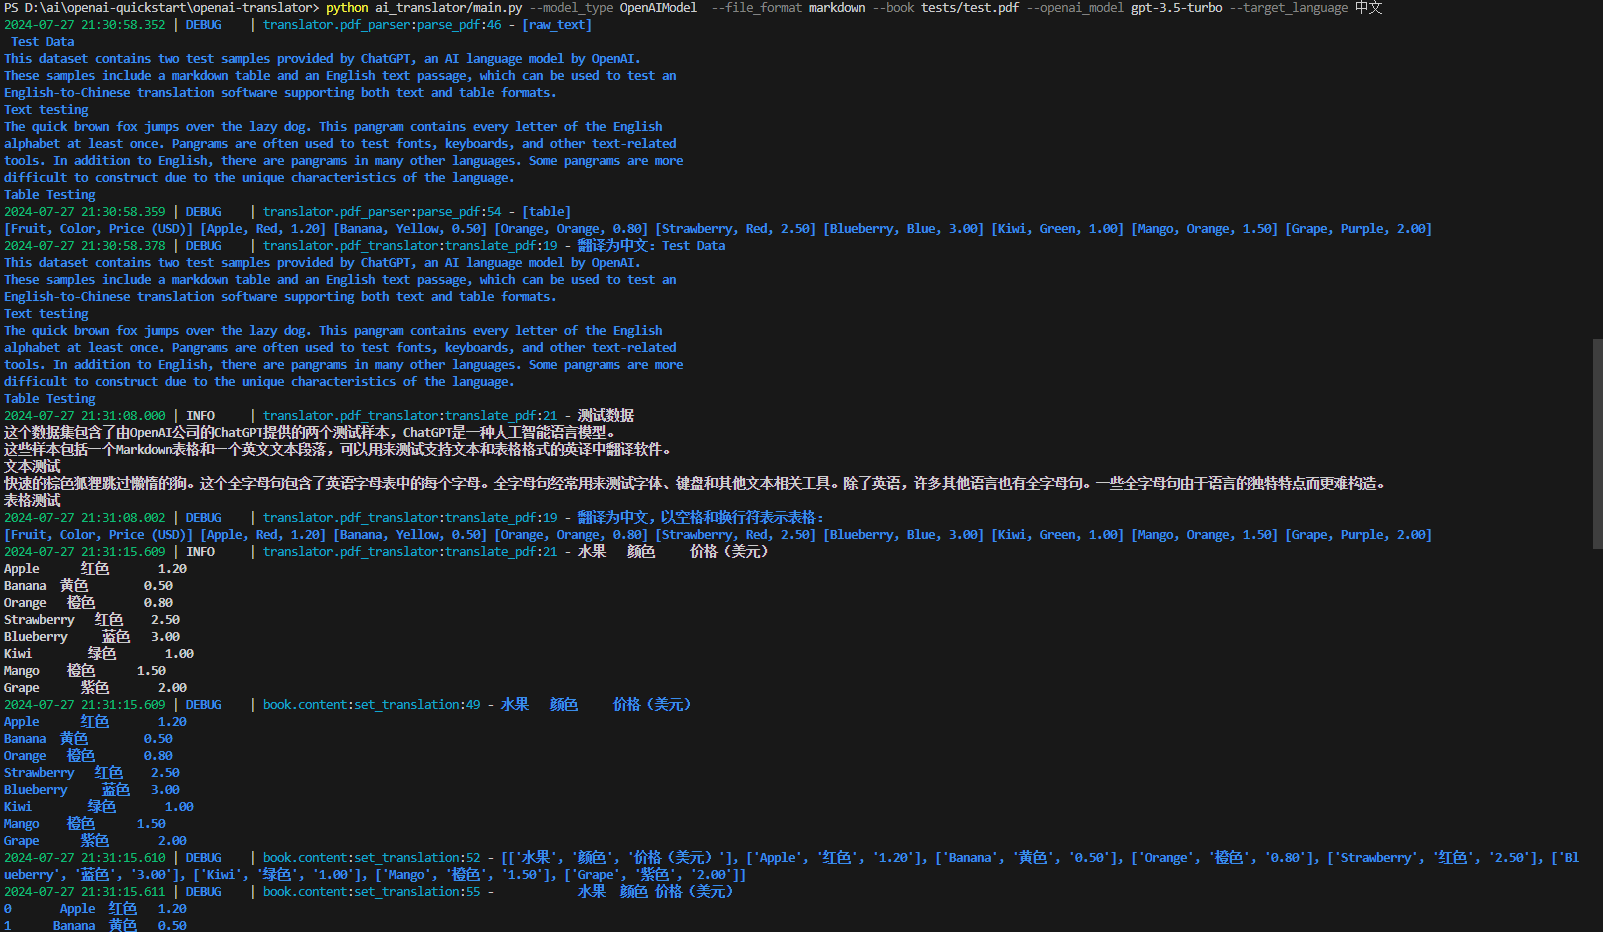 PS D:\ai\openai-quickstart\openai-translator> python ai_translator/main.py --model_type OpenAIModel  --file_format markdown --book tests/test.pdf --openai_model gpt-3.5-turbo --target_language 中文
2024-07-27 21:30:58.352 | DEBUG    | translator.pdf_parser:parse_pdf:46 - [raw_text]
 Test Data
This dataset contains two test samples provided by ChatGPT, an AI language model by OpenAI.
These samples include a markdown table and an English text passage, which can be used to test an
English-to-Chinese translation software supporting both text and table formats.
Text testing
The quick brown fox jumps over the lazy dog. This pangram contains every letter of the English
alphabet at least once. Pangrams are often used to test fonts, keyboards, and other text-related
tools. In addition to English, there are pangrams in many other languages. Some pangrams are more
difficult to construct due to the unique characteristics of the language.
Table Testing
2024-07-27 21:30:58.359 | DEBUG    | translator.pdf_parser:parse_pdf:54 - [table]
[Fruit, Color, Price (USD)] [Apple, Red, 1.20] [Banana, Yellow, 0.50] [Orange, Orange, 0.80] [Strawberry, Red, 2.50] [Blueberry, Blue, 3.00] [Kiwi, Green, 1.00] [Mango, Orange, 1.50] [Grape, Purple, 2.00]
2024-07-27 21:30:58.378 | DEBUG    | translator.pdf_translator:translate_pdf:19 - 翻译为中文：Test Data
This dataset contains two test samples provided by ChatGPT, an AI language model by OpenAI.
These samples include a markdown table and an English text passage, which can be used to test an
English-to-Chinese translation software supporting both text and table formats.
Text testing
The quick brown fox jumps over the lazy dog. This pangram contains every letter of the English
alphabet at least once. Pangrams are often used to test fonts, keyboards, and other text-related
tools. In addition to English, there are pangrams in many other languages. Some pangrams are more
difficult to construct due to the unique characteristics of the language.
Table Testing
2024-07-27 21:31:08.000 | INFO     | translator.pdf_translator:translate_pdf:21 - 测试数据
这个数据集包含了由OpenAI公司的ChatGPT提供的两个测试样本，ChatGPT是一种人工智能语言模型。
这些样本包括一个Markdown表格和一个英文文本段落，可以用来测试支持文本和表格格式的英译中翻译软件。
文本测试
快速的棕色狐狸跳过懒惰的狗。这个全字母句包含了英语字母表中的每个字母。全字母句经常用来测试字体、键盘和其他文本相关工具。除了英语，许多其他语言也有全字母句。一些全字母句由于语言的独特特点而更难构造。
表格测试
2024-07-27 21:31:08.002 | DEBUG    | translator.pdf_translator:translate_pdf:19 - 翻译为中文，以空格和换行符表示表格：
[Fruit, Color, Price (USD)] [Apple, Red, 1.20] [Banana, Yellow, 0.50] [Orange, Orange, 0.80] [Strawberry, Red, 2.50] [Blueberry, Blue, 3.00] [Kiwi, Green, 1.00] [Mango, Orange, 1.50] [Grape, Purple, 2.00]
2024-07-27 21:31:15.609 | INFO     | translator.pdf_translator:translate_pdf:21 - 水果   颜色     价格（美元）
Apple      红色       1.20
Banana  黄色        0.50
Orange   橙色       0.80
Strawberry   红色    2.50
Blueberry     蓝色   3.00
Kiwi        绿色       1.00
Mango    橙色      1.50
Grape      紫色       2.00
2024-07-27 21:31:15.609 | DEBUG    | book.content:set_translation:49 - 水果   颜色     价格（美元）
Apple      红色       1.20
Banana  黄色        0.50
Orange   橙色       0.80
Strawberry   红色    2.50
Blueberry     蓝色   3.00
Kiwi        绿色       1.00
Mango    橙色      1.50
Grape      紫色       2.00
2024-07-27 21:31:15.610 | DEBUG    | book.content:set_translation:52 - [['水果', '颜色', '价格（美元）'], ['Apple', '红色', '1.20'], ['Banana', '黄色', '0.50'], ['Orange', '橙色', '0.80'], ['Strawberry', '红色', '2.50'], ['Bl
ueberry', '蓝色', '3.00'], ['Kiwi', '绿色', '1.00'], ['Mango', '橙色', '1.50'], ['Grape', '紫色', '2.00']]
2024-07-27 21:31:15.611 | DEBUG    | book.content:set_translation:55 -            水果  颜色 价格（美元）
0       Apple  红色   1.20
1      Banana  黄色   0.50